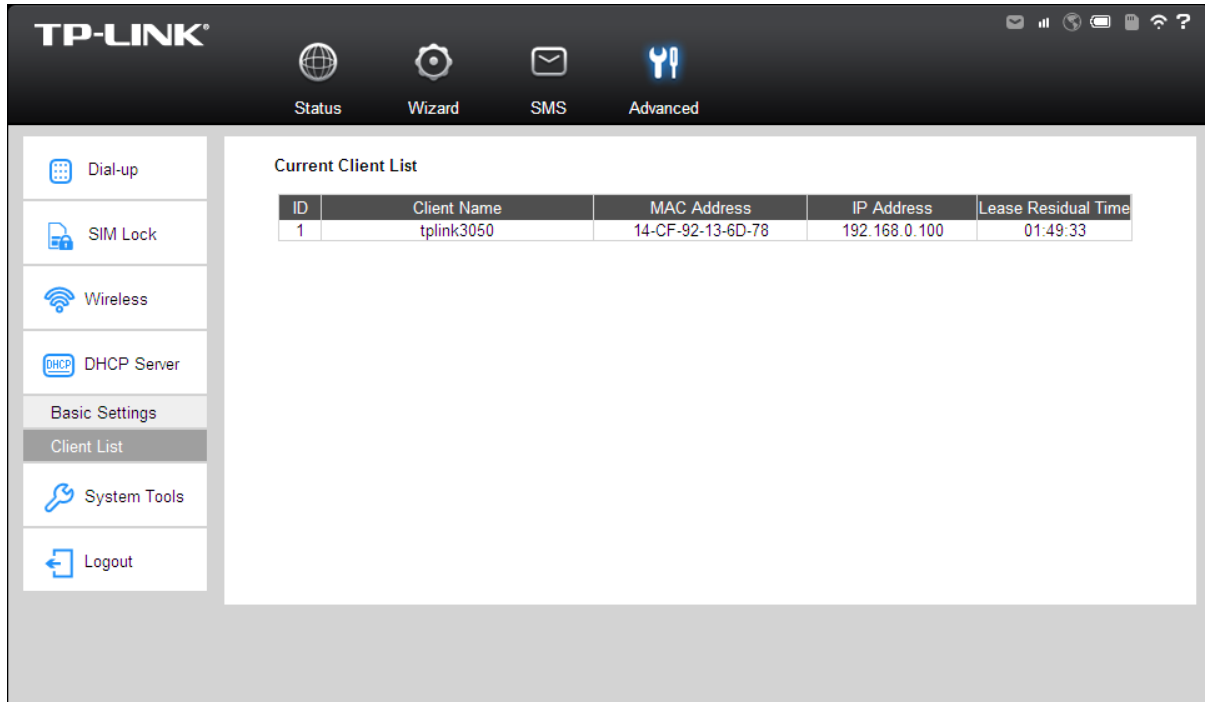 TP-LINK®
?
Status Wizard SMS Advanced
Dial-up
SIM Lock
Wireless
DHCP DHCP Server
Basic Settings
Client List
System Tools
Logout
Current Client List
ID Client Name MAC Address IP Address Lease Residual Time
1 tplink3050 14-CF-92-13-6D-78 192.168.0.100 01:49:33